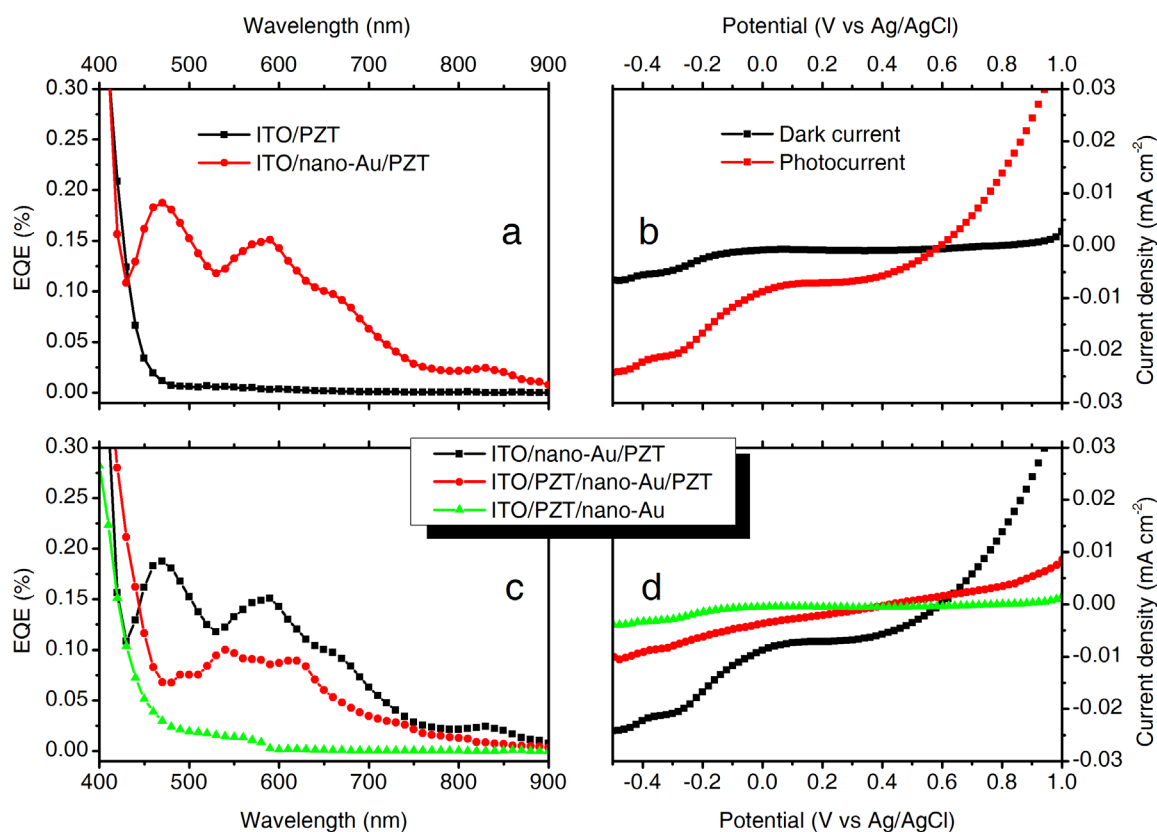 Wavelength (nm)
400 500 600 700 800 900
0.30
0.25
0.20
0.15
0.10
0.05
0.00
EQE (%)
ITO/PZT
ITO/nano-Au/PZT
a
Potential (V vs Ag/AgCl)
-0.4 -0.2 0.0 0.2 0.4 0.6 0.8 1.0
0.03
0.02
0.01
0.00
-0.01
-0.02
-0.03
Current density (mA cm⁻²)
Dark current
Photocurrent
b
0.30
0.25
0.20
0.15
0.10
0.05
0.00
EQE (%)
ITO/nano-Au/PZT
ITO/PZT/nano-Au/PZT
ITO/PZT/nano-Au
c
400 500 600 700 800 900
Wavelength (nm)
d
0.03
0.02
0.01
0.00
-0.01
-0.02
-0.03
Current density (mA cm⁻²)
-0.4 -0.2 0.0 0.2 0.4 0.6 0.8 1.0
Potential (V vs Ag/AgCl)